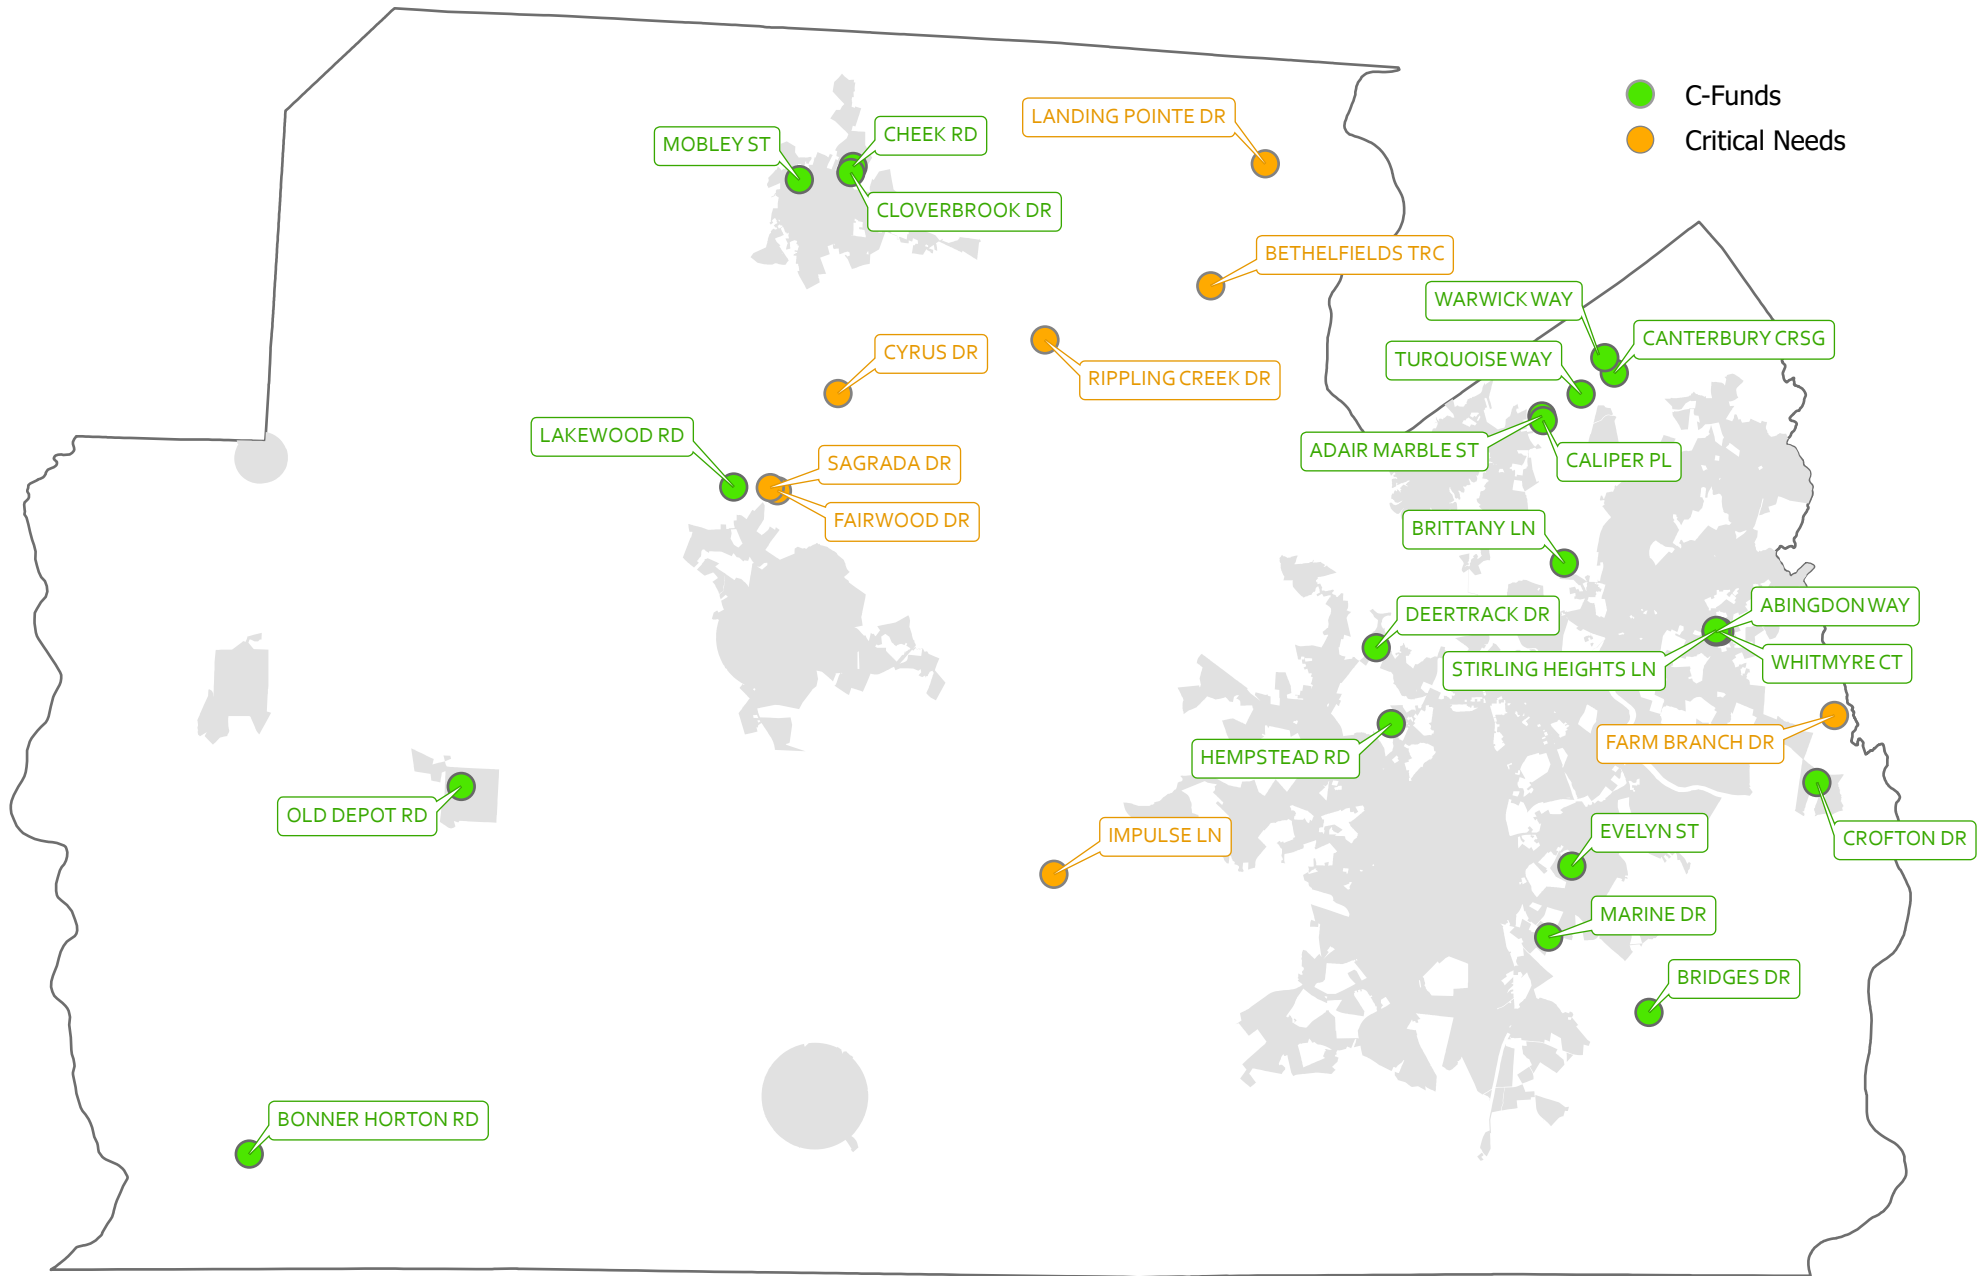 C-Funds
Critical Needs
LANDING POINTE DR
CHEEK RD
MOBLEY ST
CLOVERBROOK DR
BETHELFIELDS TRC
WARWICK WAY
CANTERBURY CRSG
CYRUS DR
TURQUOISE WAY
RIPPLING CREEK DR
LAKEWOOD RD
ADAIR MARBLE ST
SAGRADA DR
CALIPER PL
FAIRWOOD DR
BRITTANY LN
ABINGDON WAY
DEERTRACK DR
WHITMYRE CT
STIRLING HEIGHTS LN
FARM BRANCH DR
HEMPSTEAD RD
OLD DEPOT RD
EVELYN ST
IMPULSE LN
CROFTON DR
MARINE DR
BRIDGES DR
BONNER HORTON RD